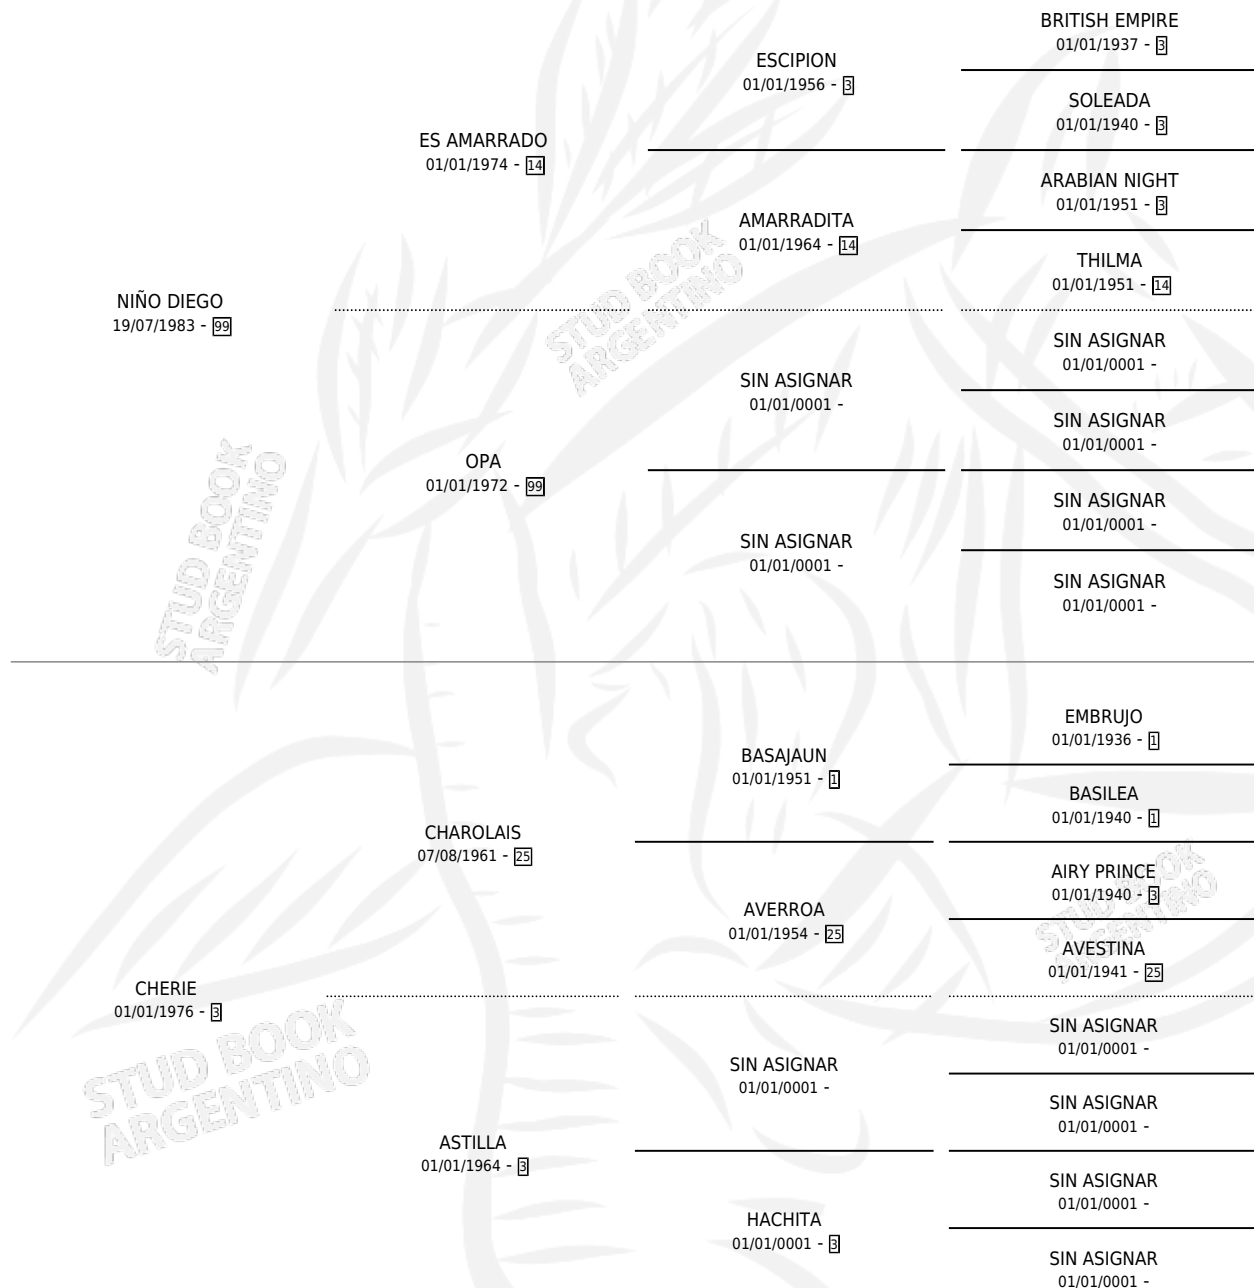 BRITISH EMPIRE
01/01/1937 - 3
ESCIPION
01/01/1956 - 3
SOLEADA
01/01/1940 - 3
ES AMARRADO
01/01/1974 - 14
ARABIAN NIGHT
01/01/1951 - 3
AMARRADITA
01/01/1964 - 14
THILMA
01/01/1951 - 14
NIÑO DIEGO
19/07/1983 - 99
SIN ASIGNAR
01/01/0001 -
SIN ASIGNAR
01/01/0001 -
SIN ASIGNAR
01/01/0001 -
OPA
01/01/1972 - 99
SIN ASIGNAR
01/01/0001 -
SIN ASIGNAR
01/01/0001 -
SIN ASIGNAR
01/01/0001 -
STUD BOOK
ARGENTINO
STUD BOOK
ARGENTINO
EMBRUJO
01/01/1936 - 1
BASAJAUN
01/01/1951 - 1
BASILEA
01/01/1940 - 1
CHAROLAIS
07/08/1961 - 25
AIRY PRINCE
01/01/1940 - 3
AVERROA
01/01/1954 - 25
AVESTINA
01/01/1941 - 25
CHERIE
01/01/1976 - 3
SIN ASIGNAR
01/01/0001 -
SIN ASIGNAR
01/01/0001 -
SIN ASIGNAR
01/01/0001 -
ASTILLA
01/01/1964 - 3
SIN ASIGNAR
01/01/0001 -
HACHITA
01/01/0001 - 3
SIN ASIGNAR
01/01/0001 -
STUD BOOK
ARGENTINO
STUD BOOK
ARGENTINO